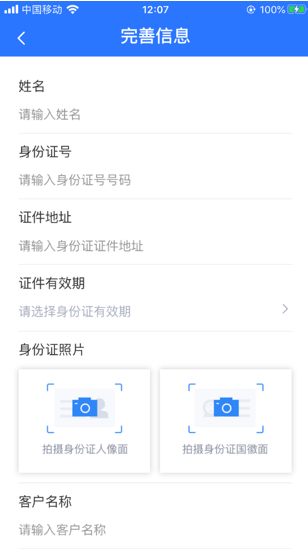 中国移动 12:07 100%
完善信息
姓名
请输入姓名
身份证号
请输入身份证号号码
证件地址
请输入身份证证件地址
证件有效期
请选择身份证有效期
身份证照片
拍摄身份证人像面 拍摄身份证国徽面
客户名称
请输入客户名称